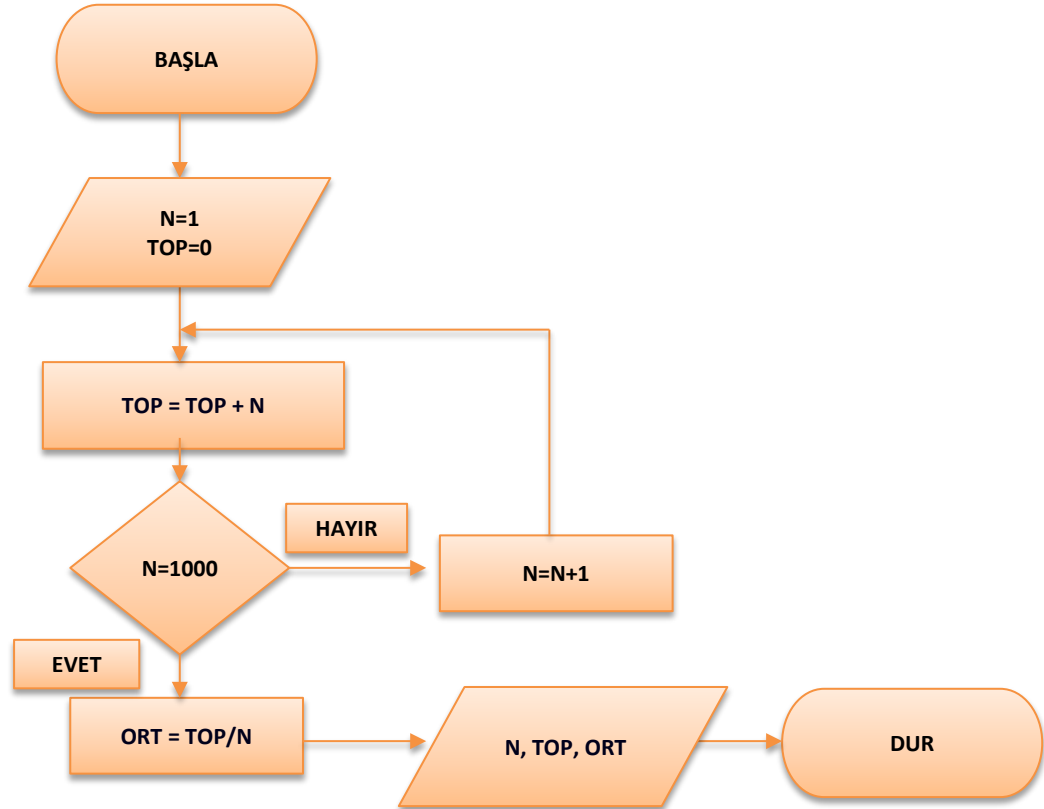 BAŞLA
N=1
TOP=0
TOP = TOP + N
N=1000
HAYIR
N=N+1
EVET
ORT = TOP/N
N, TOP, ORT
DUR